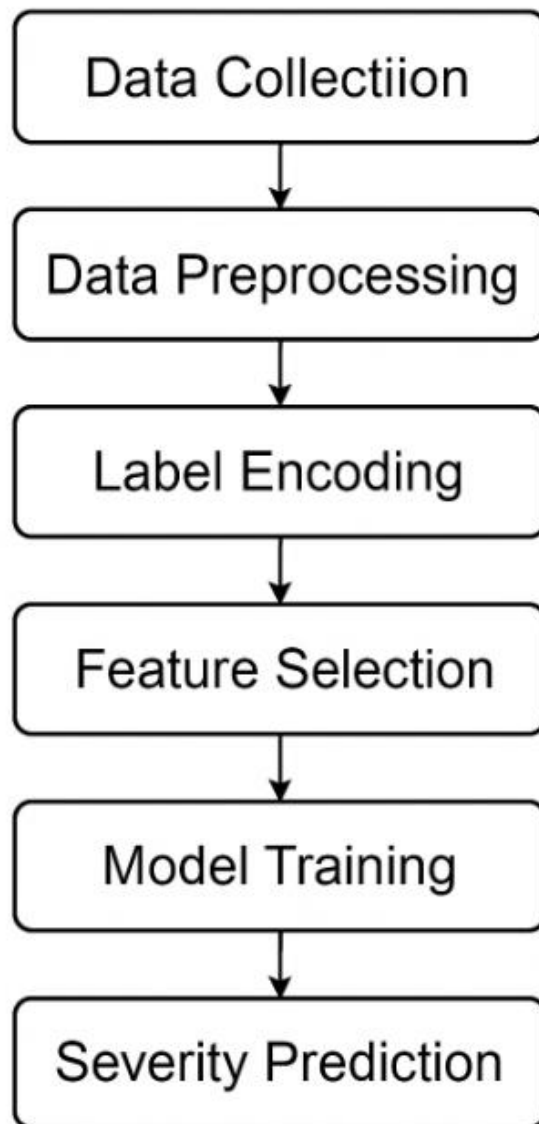 Data Collectiion
Data Preprocessing
Label Encoding
Feature Selection
Model Training
Severity Prediction